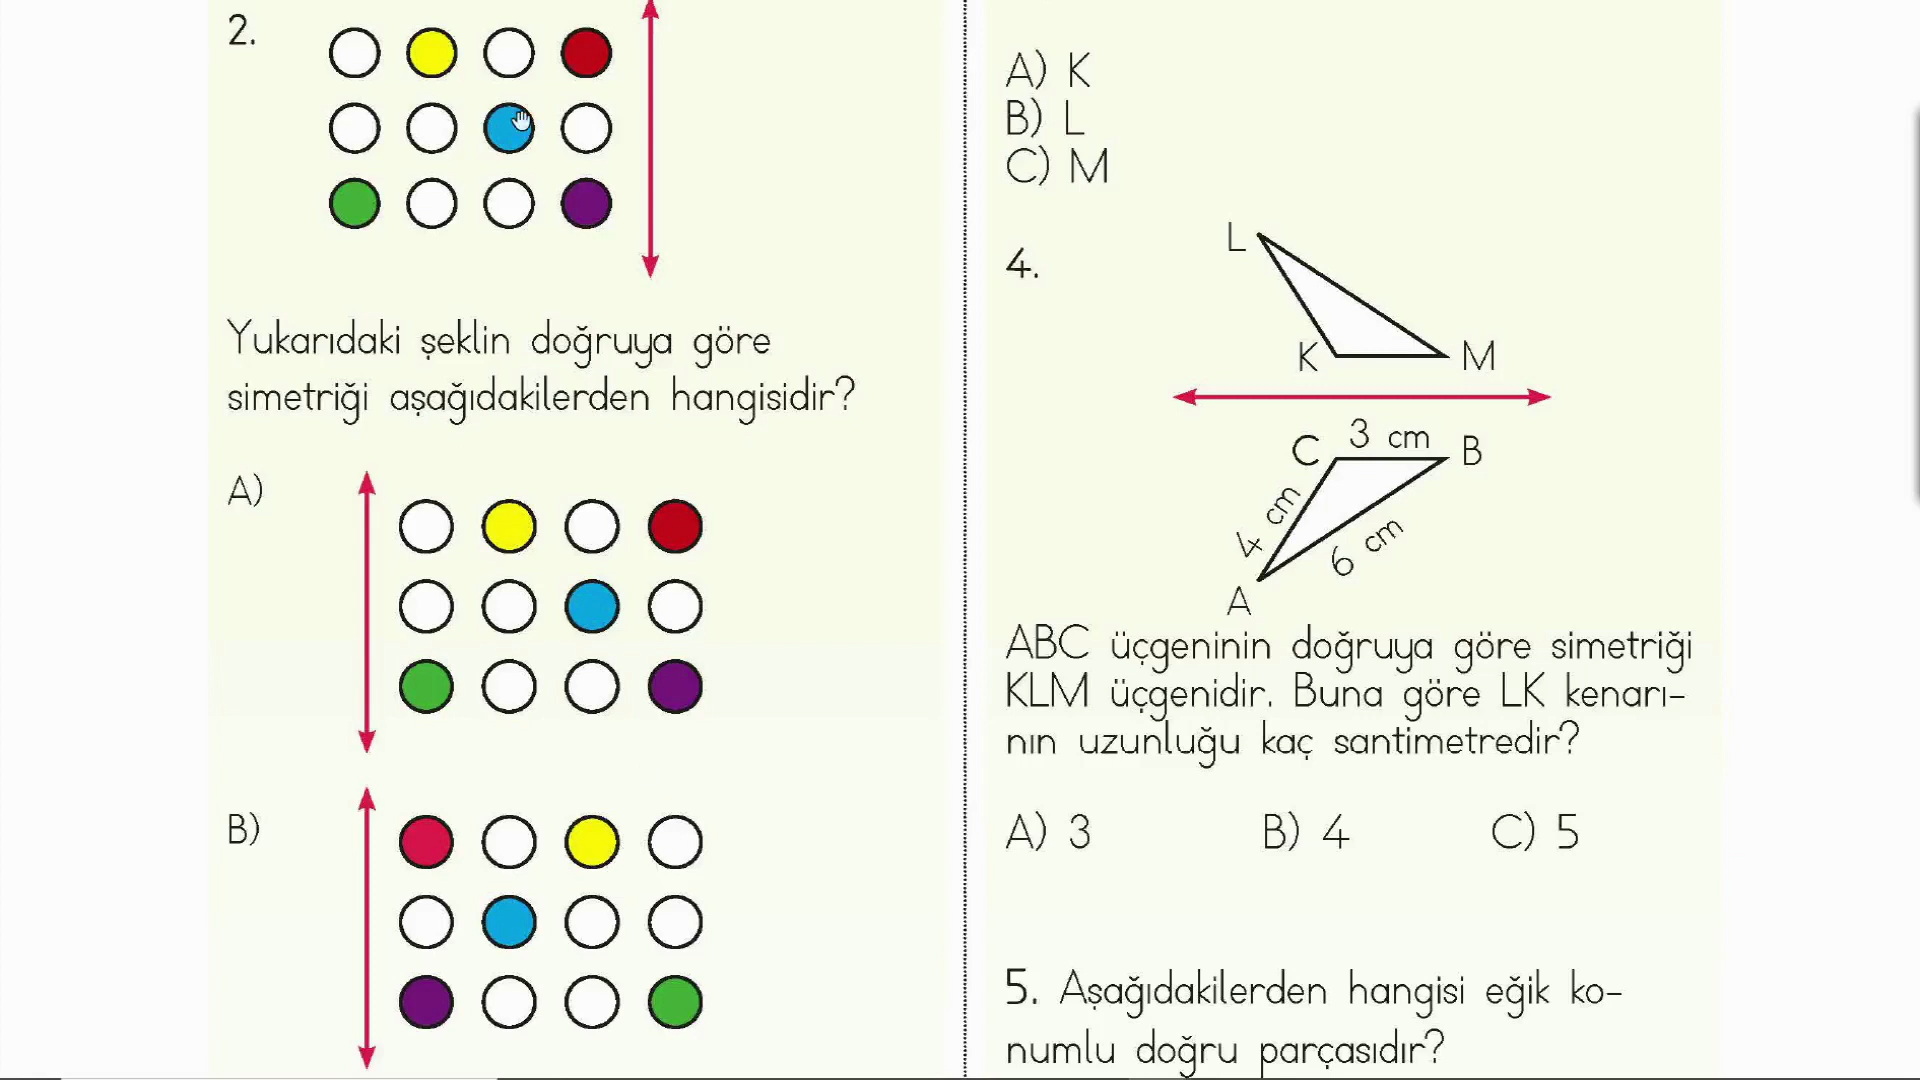 2.
Yukarıdaki şeklin doğruya göre
simetriği aşağıdakilerden hangisidir?
A)
B)
A) K
B) L
C) M
4.
L
K
M
C
3 cm
B
4 cm
6 cm
A
ABC üçgeninin doğruya göre simetriği
KLM üçgenidir. Buna göre LK kenarı-
nın uzunluğu kaç santimetredir?
A) 3
B) 4
C) 5
5. Aşağıdakilerden hangisi eğik ko-
numlu doğru parçasıdır?